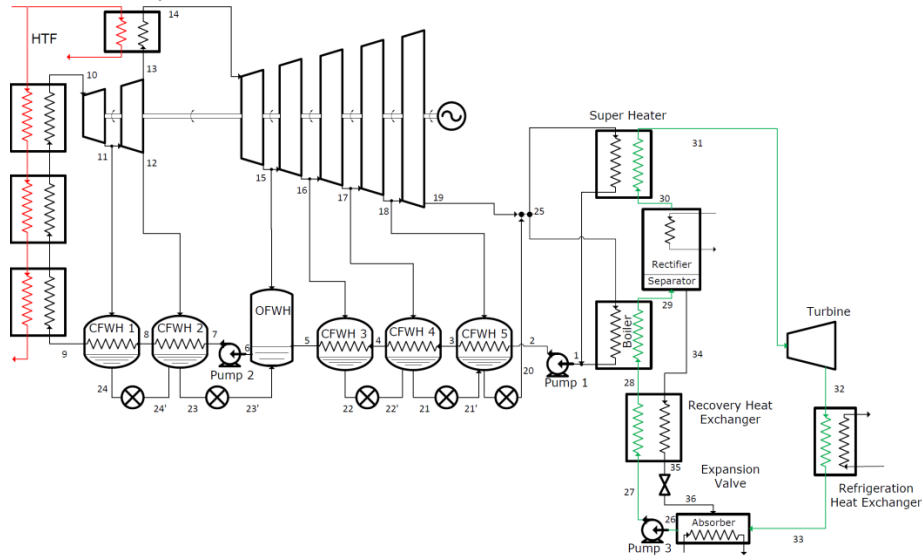 14
HTF
13
10
Super Heater
31
11
12
15
16
17
18
19
25
30
Rectifier
Separator
29
Turbine
OFWH
CFWH 1
CFWH 2
CFWH 3
CFWH 4
CFWH 5
Boiler
9
8
7
6
5
4
3
2
1
Pump 2
Pump 1
20
34
32
24
24'
23
23'
22
22'
21
21'
28
Recovery Heat
Exchanger
35
Expansion
Valve
27
36
Refrigeration
Heat Exchanger
26
Absorber
33
Pump 3